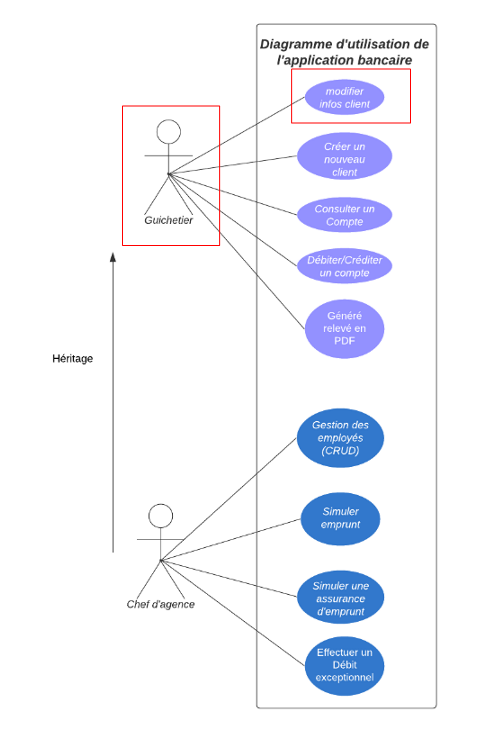 Diagramme d'utilisation de
l'application bancaire
modifier
infos client
Créer un
nouveau
client
Guichetier
Consulter un
Compte
Débiter/Créditer
un compte
Généré
relevé en
PDF
Héritage
Gestion des
employés
(CRUD)
Simuler
emprunt
Simuler une
assurance
d'emprunt
Chef d'agence
Effectuer un
Débit
exceptionnel